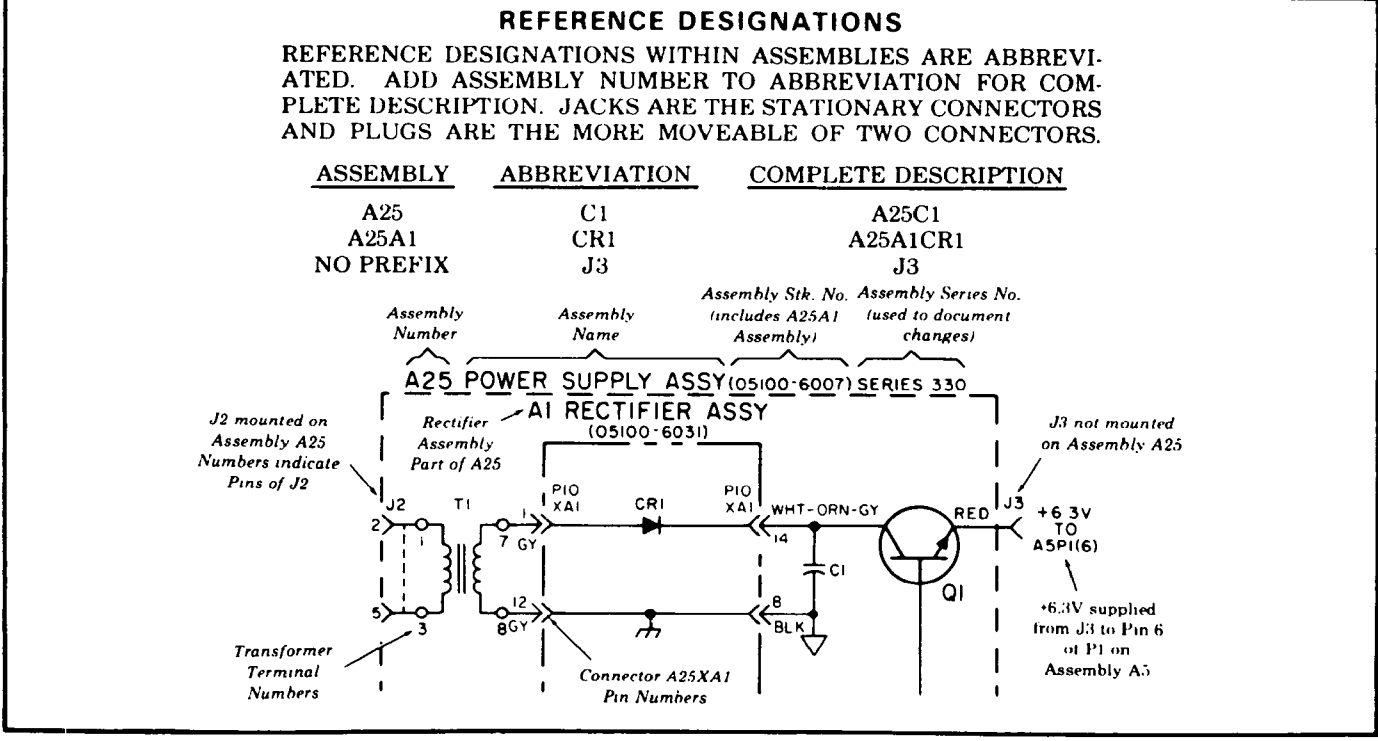 REFERENCE DESIGNATIONS
REFERENCE DESIGNATIONS WITHIN ASSEMBLIES ARE ABBREVI-
ATED. ADD ASSEMBLY NUMBER TO ABBREVIATION FOR COM-
PLETE DESCRIPTION. JACKS ARE THE STATIONARY CONNECTORS
AND PLUGS ARE THE MORE MOVEABLE OF TWO CONNECTORS.
ASSEMBLY ABBREVIATION COMPLETE DESCRIPTION
A25 C1 A25C1
A25A1 CR1 A25A1CR1
NO PREFIX J3 J3
Assembly
Number
Assembly
Name
Assembly Stk. No.
(includes A25A1
Assembly)
Assembly Series No.
(used to document
changes)
A25 POWER SUPPLY ASSY (05100-6007) SERIES 330
A1 RECTIFIER ASSY
(05100-6031)
J2 mounted on
Assembly A25
Numbers indicate
Pins of J2
Rectifier
Assembly
Part of A25
J3 not mounted
on Assembly A25
J2
T1
P10
XA1
CR1
P10
XA1
WHT-ORN-GY
RED
J3
+6.3V
TO
A5P1(6)
2
1
7
1
GY
14
C1
Q1
5
3
8
12
GY
8
BLK
+6.3V supplied
from J3 to Pin 6
of P1 on
Assembly A5
Transformer
Terminal
Numbers
Connector A25XA1
Pin Numbers